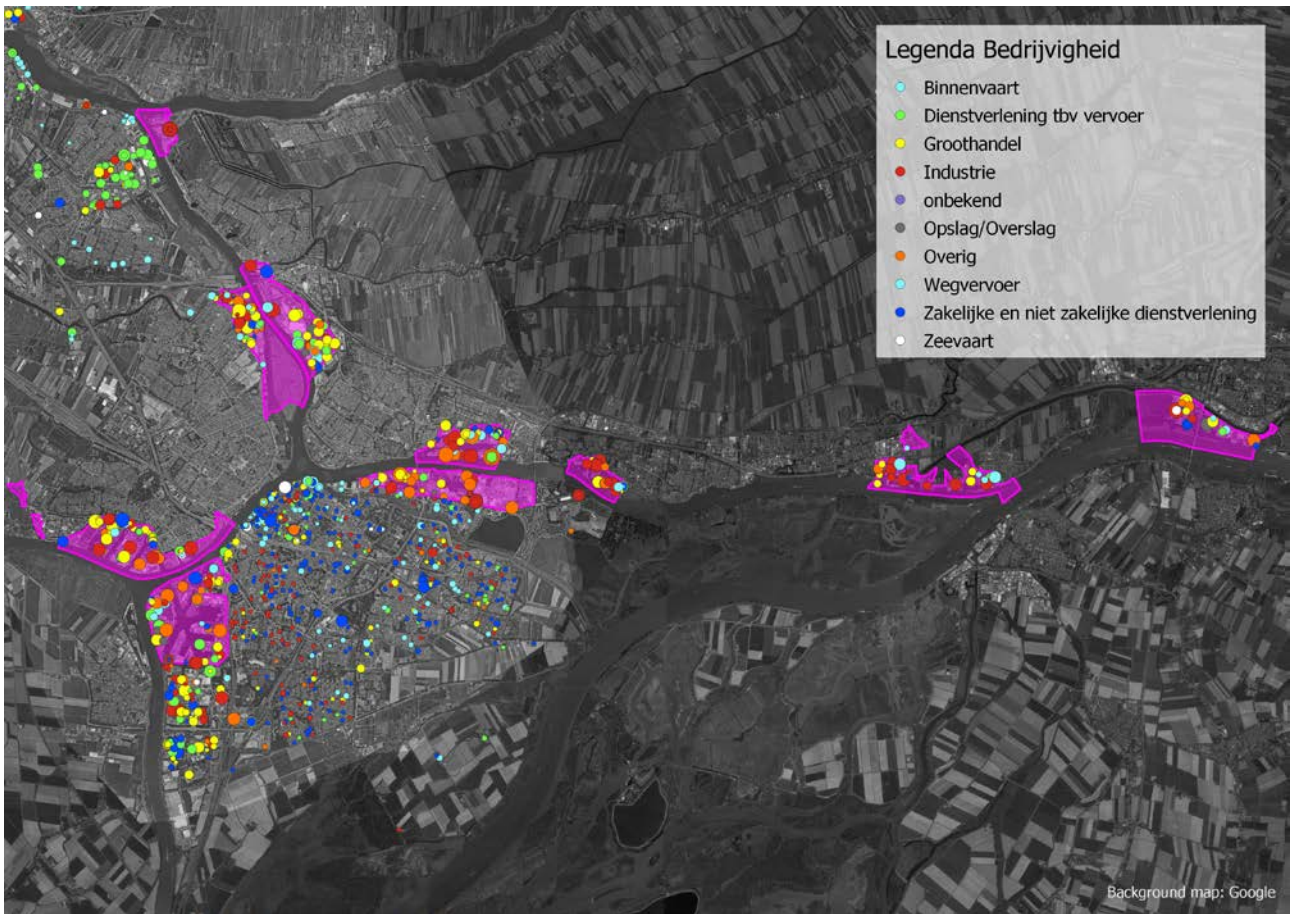 Legenda Bedrijvigheid
Binnenvaart
Dienstverlening tbv vervoer
Groothandel
Industrie
onbekend
Opslag/Overslag
Overig
Wegvervoer
Zakelijke en niet zakelijke dienstverlening
Zeevaart
Background map: Google